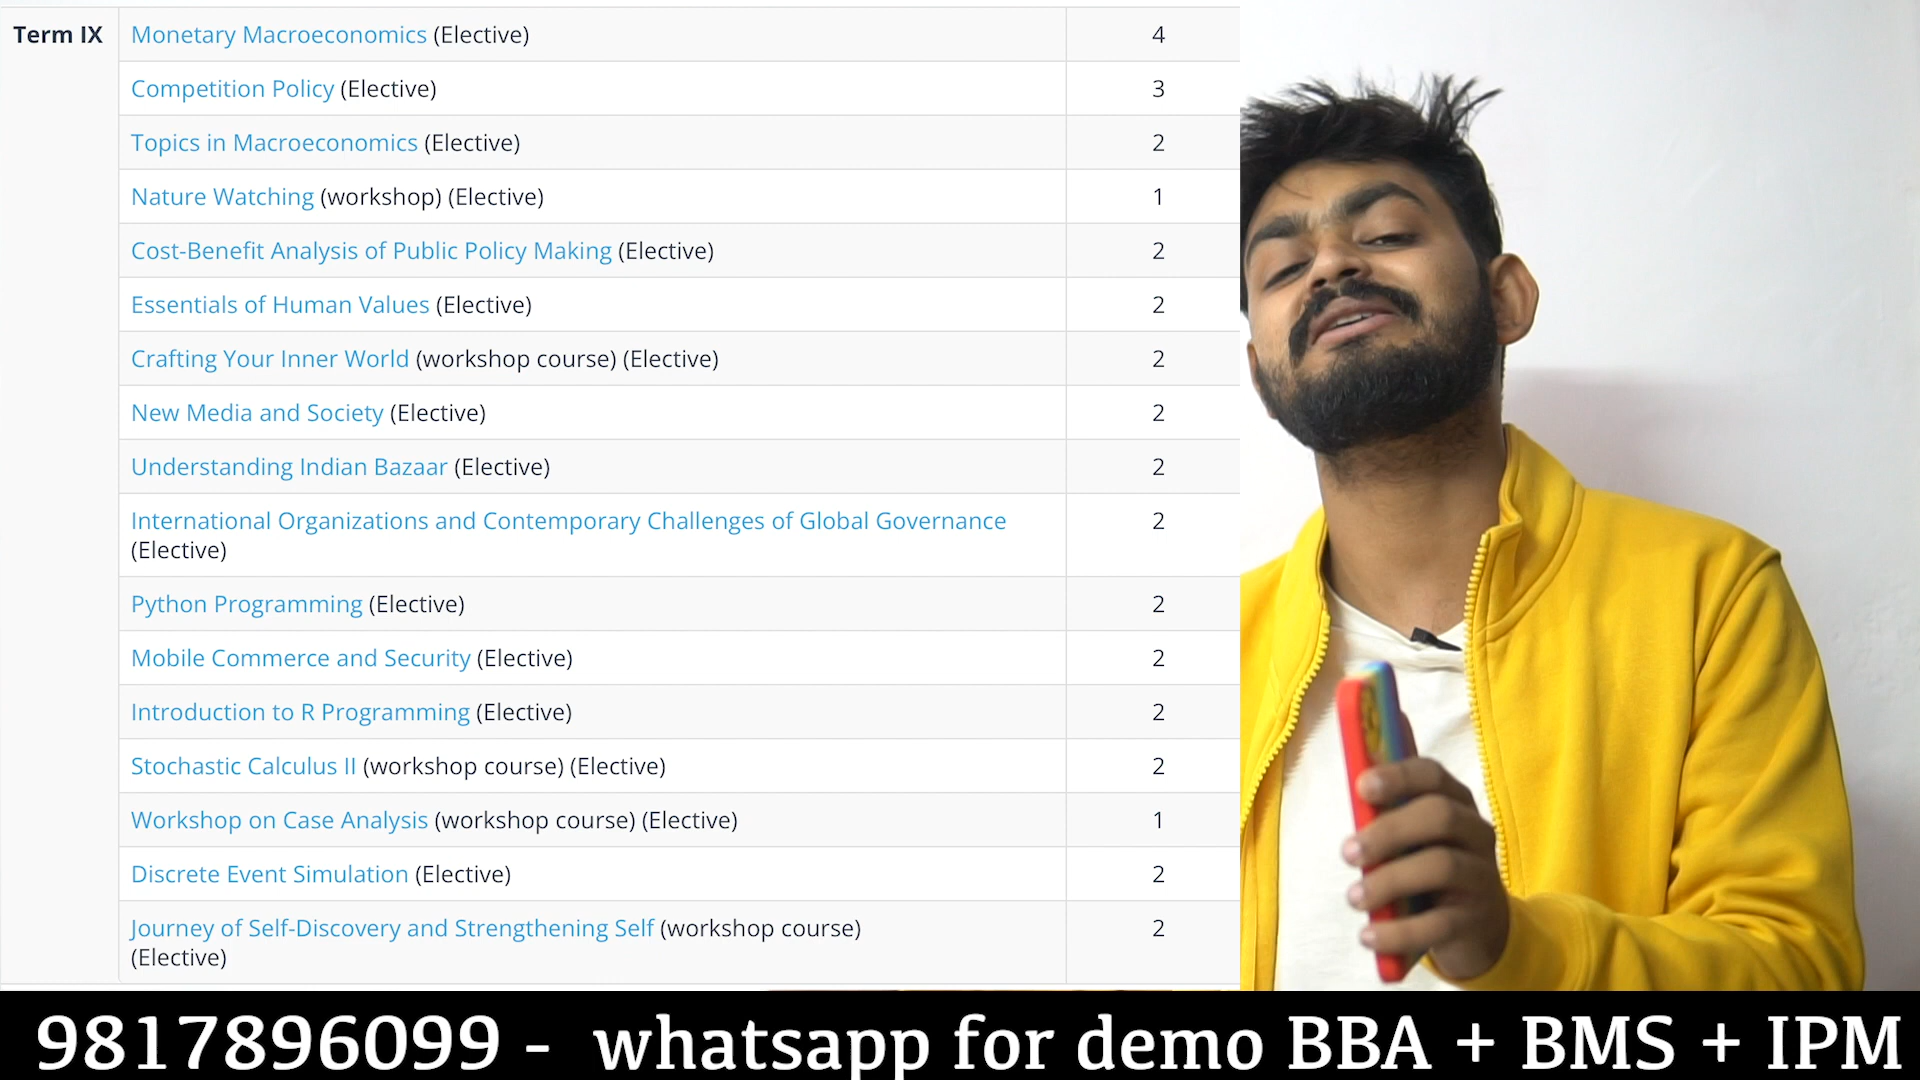 Term IX
Monetary Macroeconomics (Elective) 4
Competition Policy (Elective) 3
Topics in Macroeconomics (Elective) 2
Nature Watching (workshop) (Elective) 1
Cost-Benefit Analysis of Public Policy Making (Elective) 2
Essentials of Human Values (Elective) 2
Crafting Your Inner World (workshop course) (Elective) 2
New Media and Society (Elective) 2
Understanding Indian Bazaar (Elective) 2
International Organizations and Contemporary Challenges of Global Governance 2
(Elective)
Python Programming (Elective) 2
Mobile Commerce and Security (Elective) 2
Introduction to R Programming (Elective) 2
Stochastic Calculus II (workshop course) (Elective) 2
Workshop on Case Analysis (workshop course) (Elective) 1
Discrete Event Simulation (Elective) 2
Journey of Self-Discovery and Strengthening Self (workshop course) 2
(Elective)
9817896099 - whatsapp for demo BBA + BMS + IPM